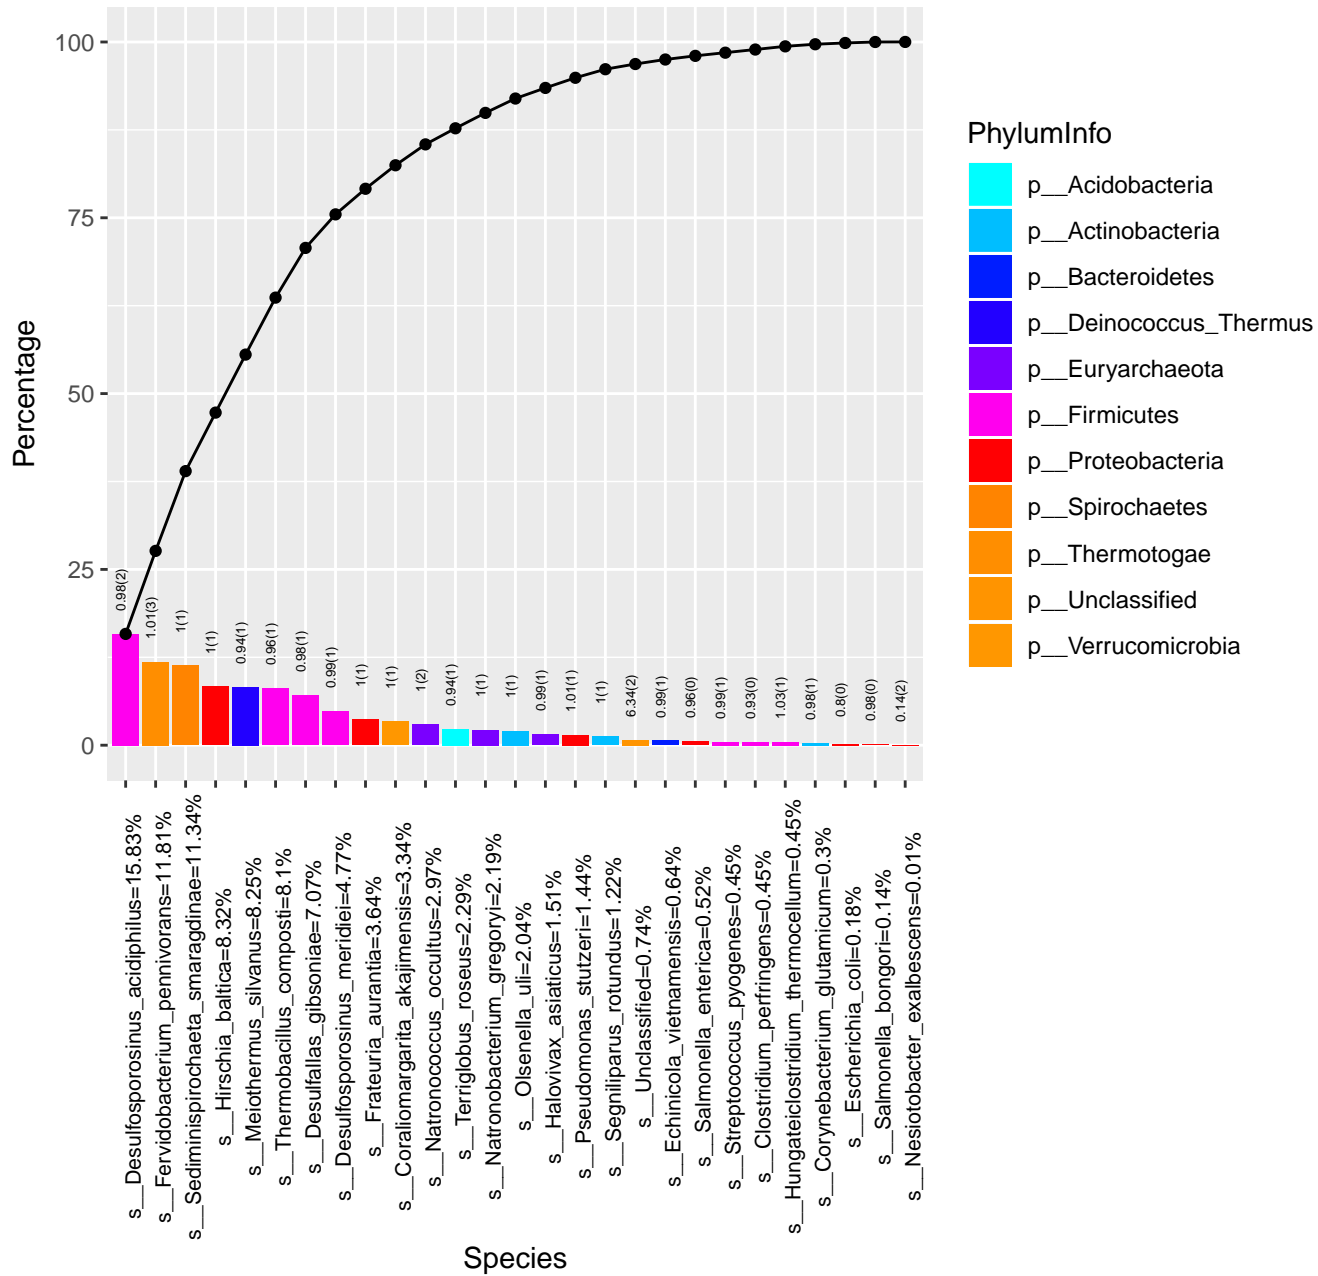 100
75
50
25
0
Percentage
0.98(2)
1.01(3)
1(1)
1(1)
0.94(1)
0.96(1)
0.98(1)
0.99(1)
1(1)
1(1)
1(2)
0.94(1)
1(1)
1(1)
0.99(1)
1.01(1)
1(1)
6.34(2)
0.99(1)
0.96(0)
0.99(1)
0.93(0)
1.03(1)
0.98(1)
0.8(0)
0.98(0)
0.14(2)
s__Desulfosporosinus_acidiphilus=15.83%
s__Fervidobacterium_pennivorans=11.81%
s__Sediminispirochaeta_smaragdinae=11.34%
s__Hirschia_baltica=8.32%
s__Meiothermus_silvanus=8.25%
s__Thermobacillus_composti=8.1%
s__Desulfallas_gibsoniae=7.07%
s__Desulfosporosinus_meridiei=4.77%
s__Frateuria_aurantia=3.64%
s__Coraliomargarita_akajimensis=3.34%
s__Natronococcus_occultus=2.97%
s__Terriglobus_roseus=2.29%
s__Natronobacterium_gregoryi=2.19%
s__Olsenella_uli=2.04%
s__Halovivax_asiaticus=1.51%
s__Pseudomonas_stutzeri=1.44%
s__Segniliparus_rotundus=1.22%
s__Unclassified=0.74%
s__Echinicola_vietnamensis=0.64%
s__Salmonella_enterica=0.52%
s__Streptococcus_pyogenes=0.45%
s__Clostridium_perfringens=0.45%
s__Hungateiclostridium_thermocellum=0.45%
s__Corynebacterium_glutamicum=0.3%
s__Escherichia_coli=0.18%
s__Salmonella_bongori=0.14%
s__Nesiotobacter_exalbescens=0.01%
Species
PhylumInfo
p__Acidobacteria
p__Actinobacteria
p__Bacteroidetes
p__Deinococcus_Thermus
p__Euryarchaeota
p__Firmicutes
p__Proteobacteria
p__Spirochaetes
p__Thermotogae
p__Unclassified
p__Verrucomicrobia